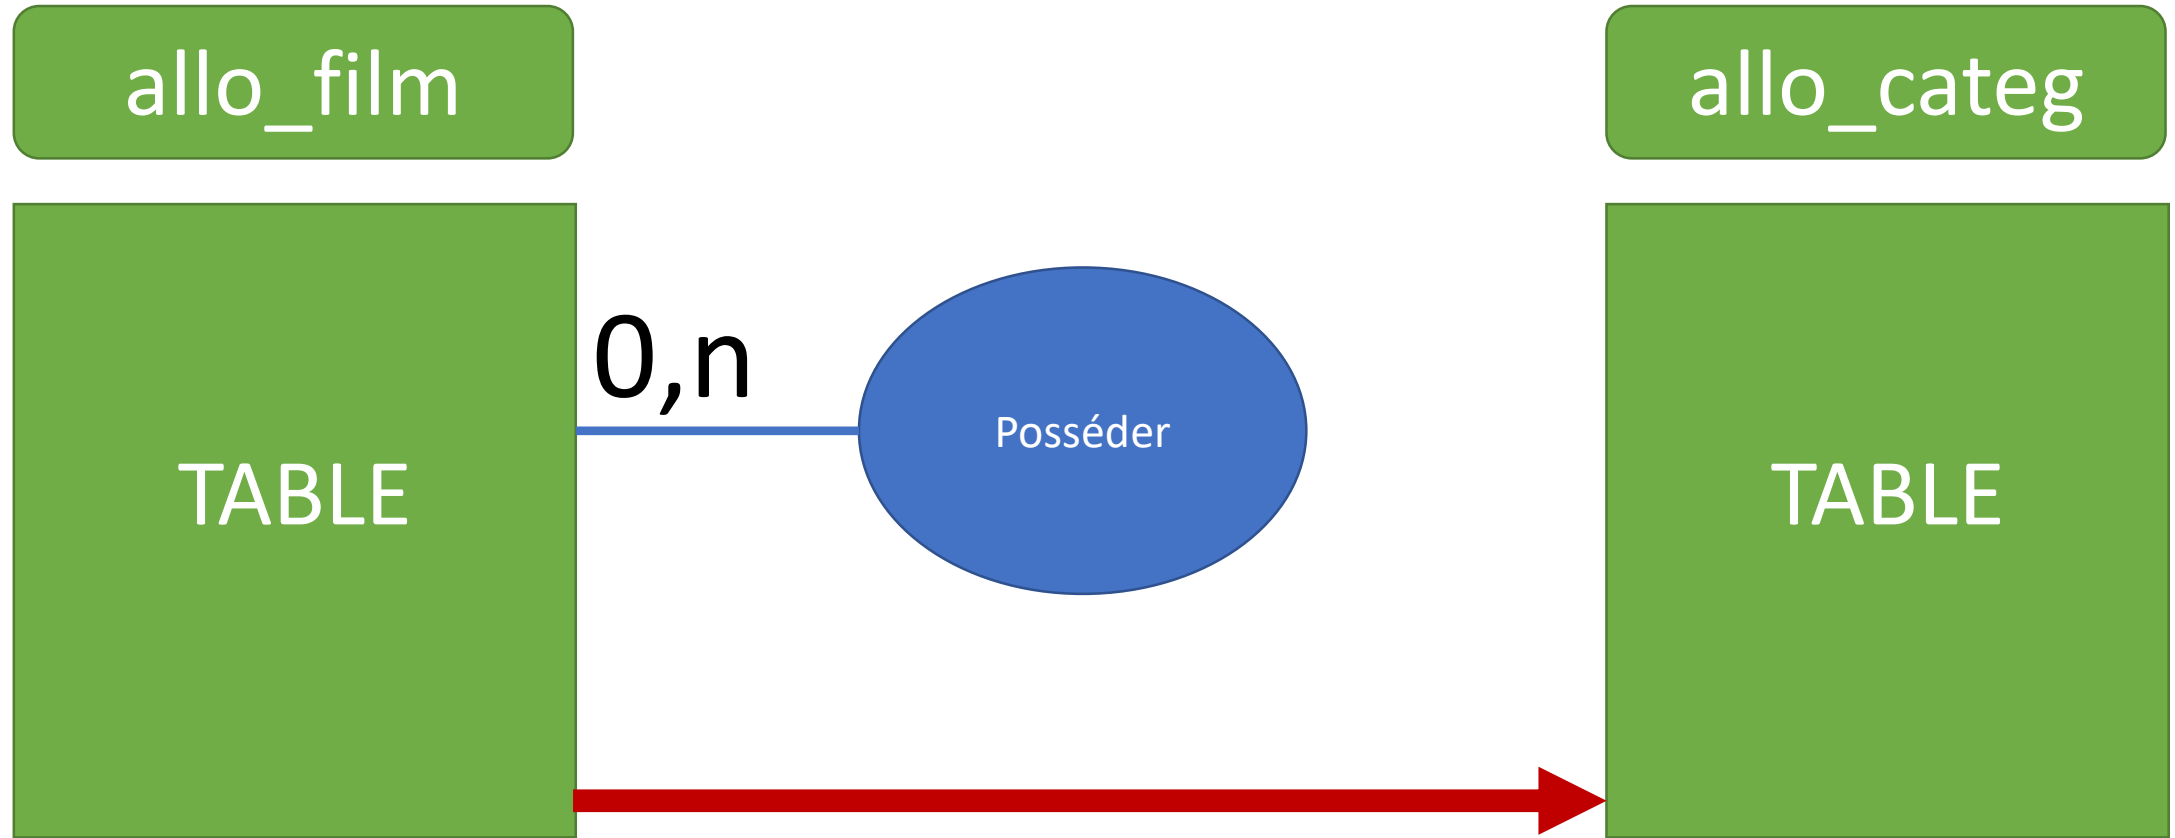 allo_film
allo_categ
0,n
Posséder
TABLE
TABLE